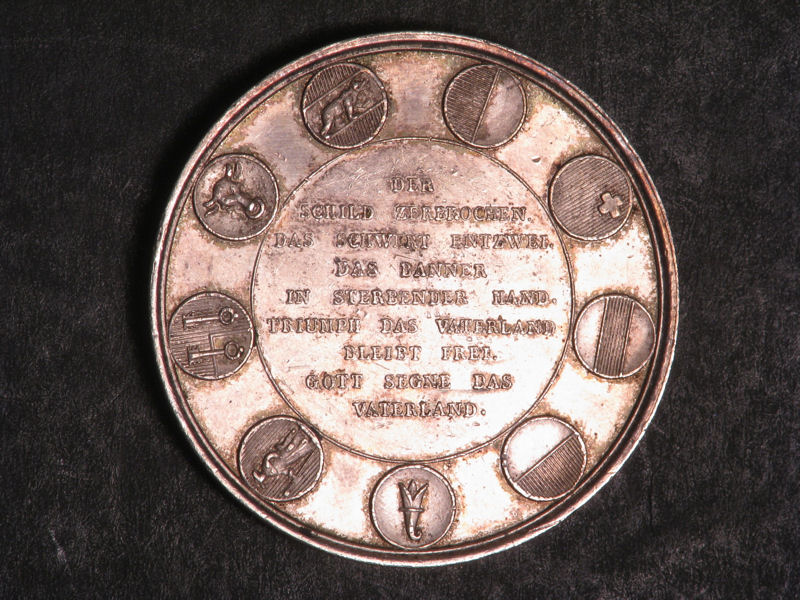 DER
SCHILD ZERBROCHEN.
DAS SCHWERT ENTZWEI.
DAS BANNER
IN STERBENDER HAND.
TRIUMPH DAS VATERLAND
BLEIBT FREI.
GOTT SEGNE DAS
VATERLAND.